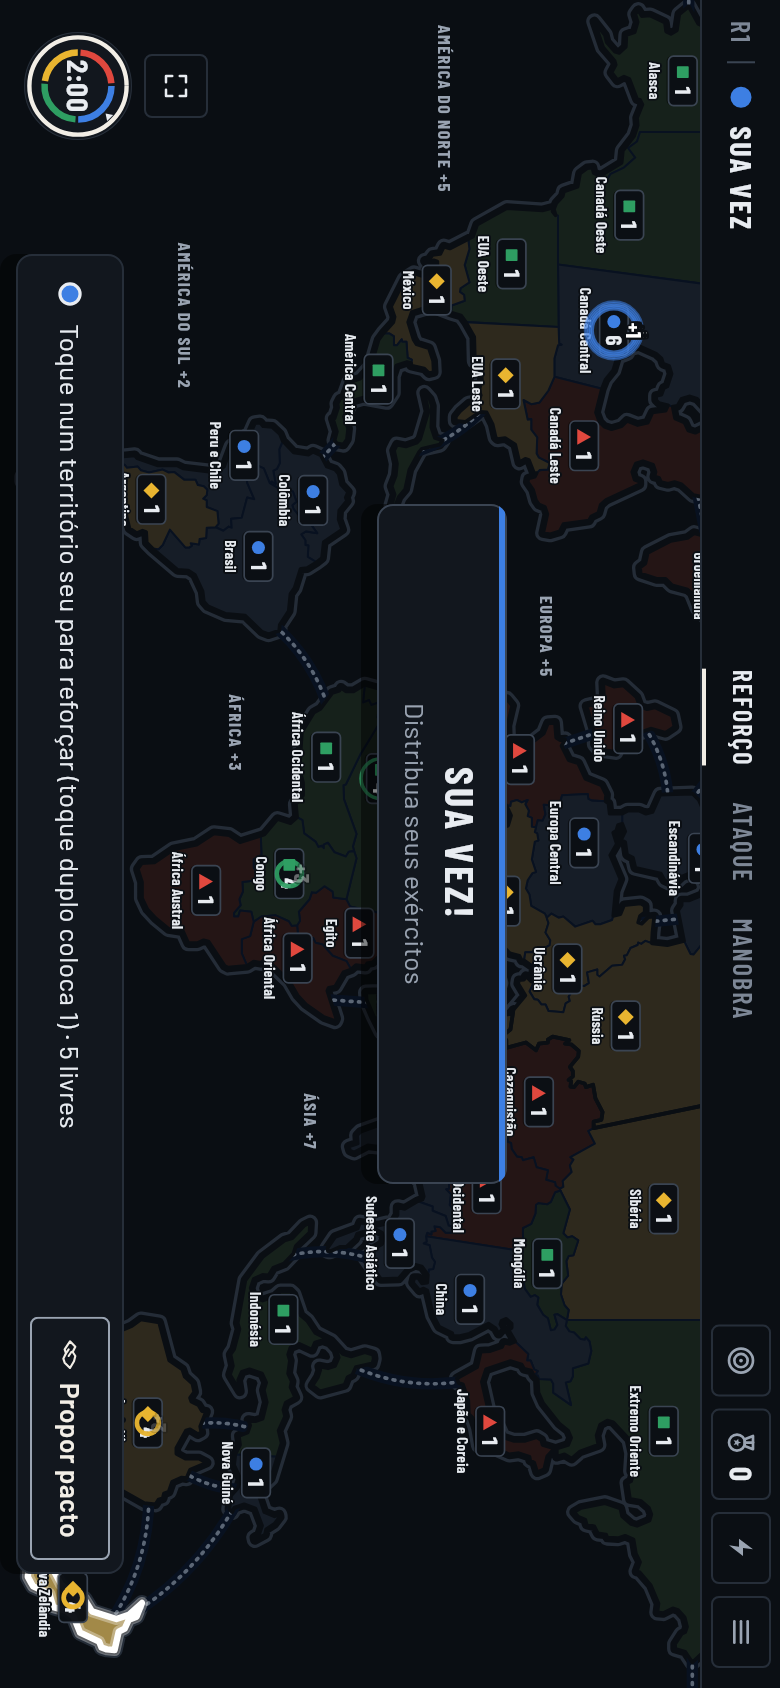 R1
SUA VEZ
REFORÇO
ATAQUE
MANOBRA
0
Alasca
1
Canadá Oeste
1
Canadá Central
6
+1
Canadá Leste
1
EUA Oeste
1
EUA Leste
1
México
1
América Central
1
AMÉRICA DO NORTE +5
AMÉRICA DO SUL +2
Colômbia
1
Peru e Chile
1
Brasil
1
1
EUROPA +5
Reino Unido
1
1
Escandinávia
Europa Central
1
1
Ucrânia
1
Rússia
1
ÁFRICA +3
África Ocidental
1
Congo
+3
Egito
1
África Oriental
1
África Austral
1
ÁSIA +7
Cazaquistão
1
1
Sibéria
1
Mongólia
1
China
1
Sudeste Asiático
1
Japão e Coreia
1
Extremo Oriente
1
Indonésia
1
Nova Guiné
1
SUA VEZ!
Distribua seus exércitos
2:00
Toque num território seu para reforçar (toque duplo coloca 1) · 5 livres
Propor pacto